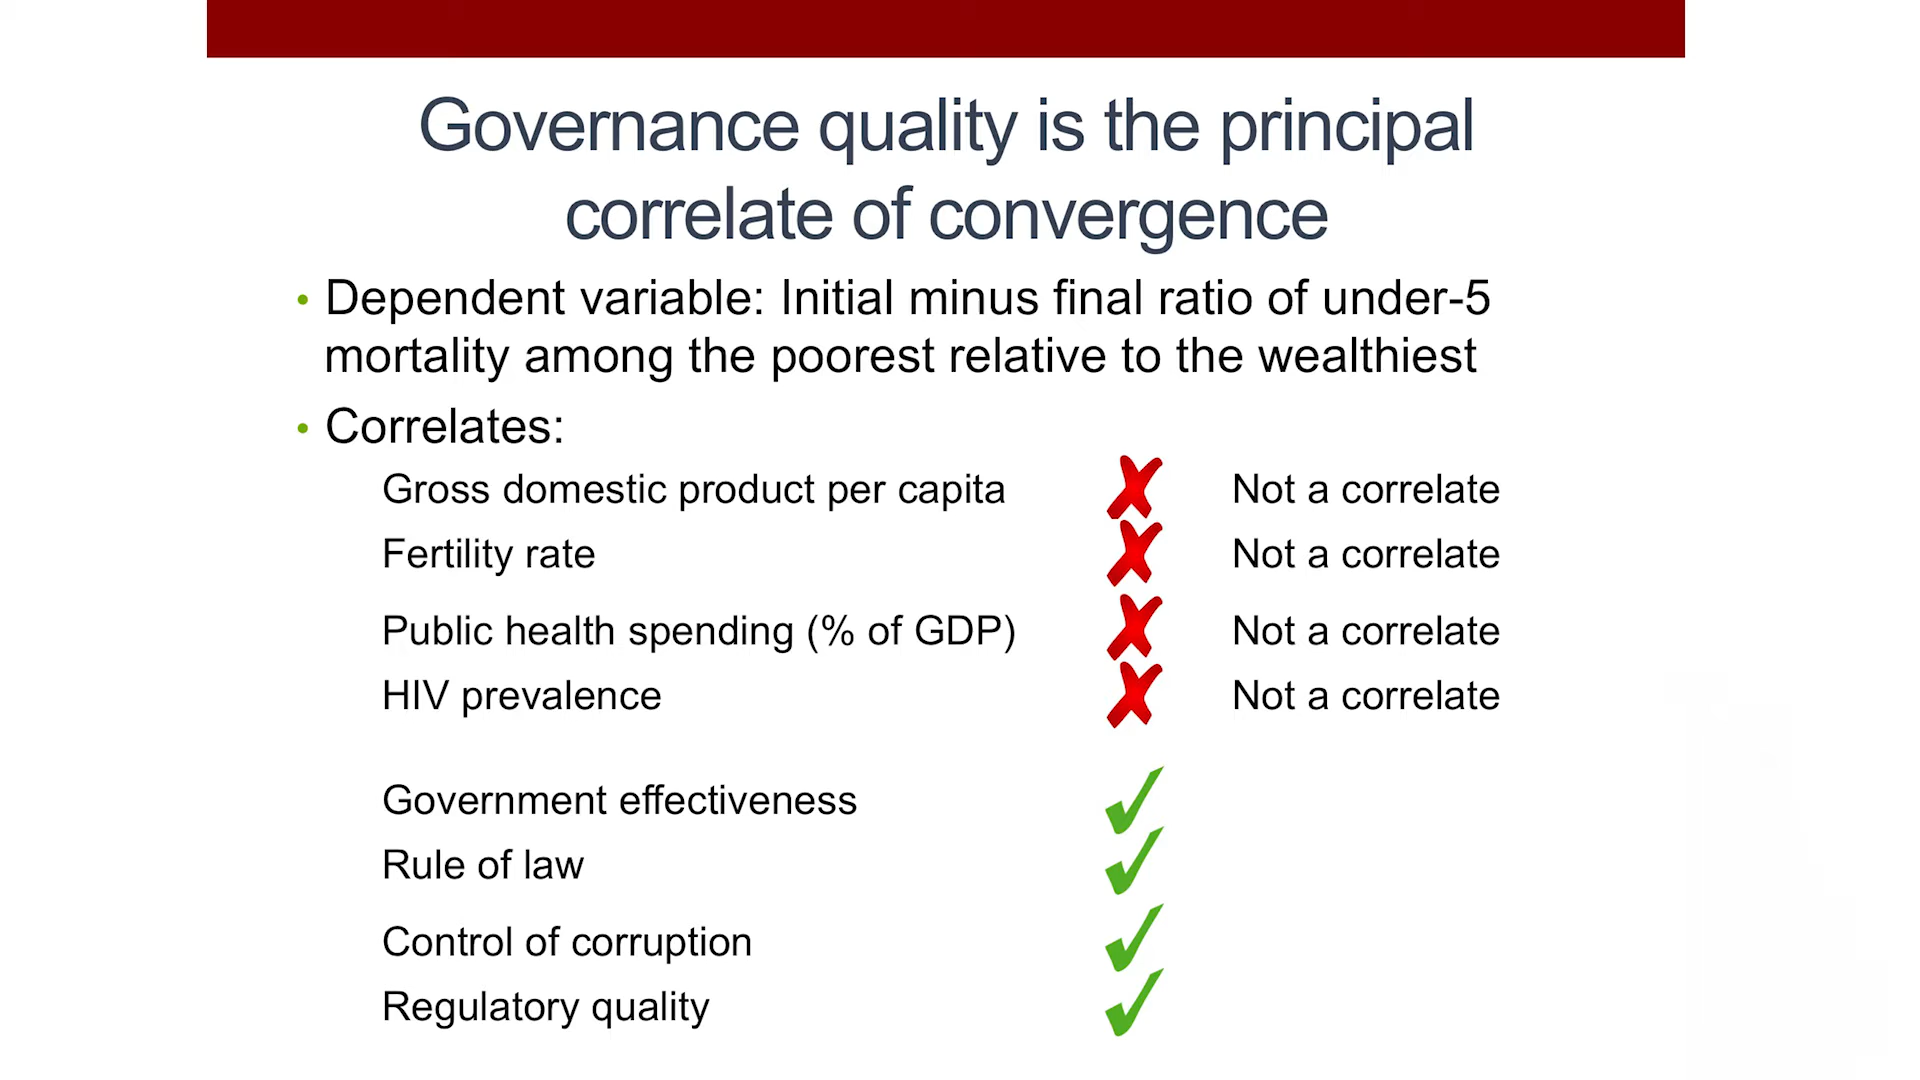 Governance quality is the principal
correlate of convergence
• Dependent variable: Initial minus final ratio of under-5
mortality among the poorest relative to the wealthiest
• Correlates:
Gross domestic product per capita ✘ Not a correlate
Fertility rate ✘ Not a correlate
Public health spending (% of GDP) ✘ Not a correlate
HIV prevalence ✘ Not a correlate
Government effectiveness ✓
Rule of law ✓
Control of corruption ✓
Regulatory quality ✓